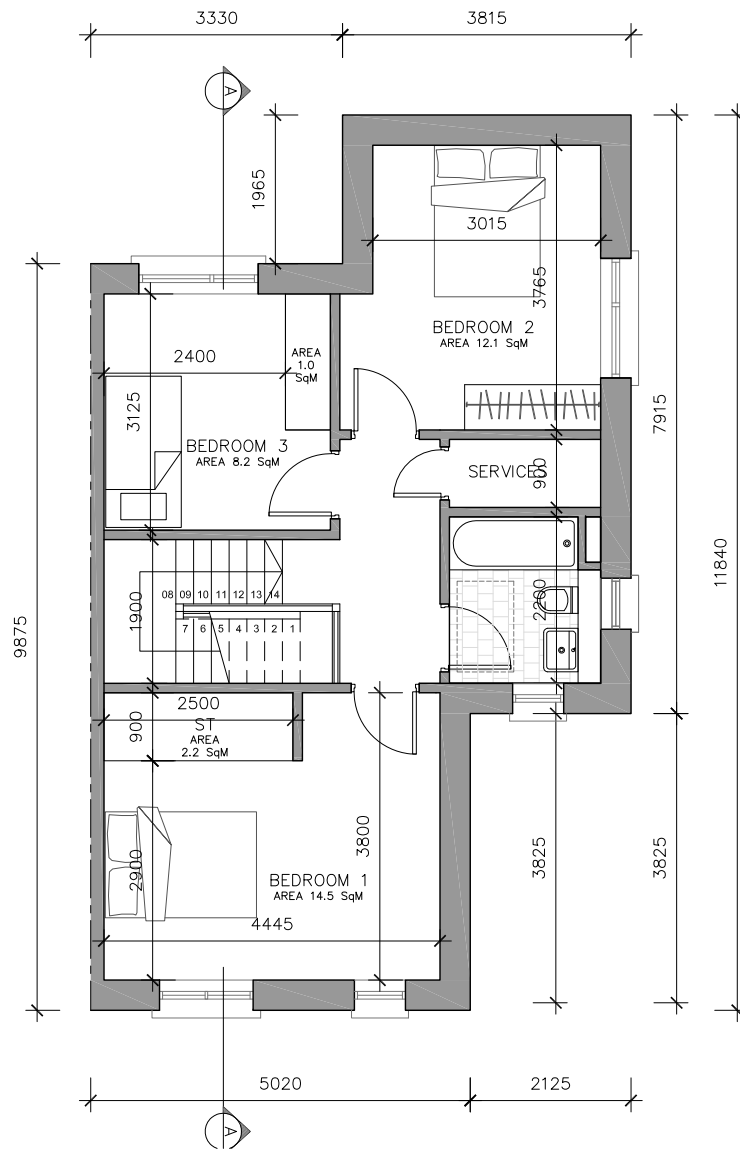 3330
3815
A
1965
3015
3765
BEDROOM 2
AREA 12.1 SqM
2400
AREA
1.0
SqM
3125
BEDROOM 3
AREA 8.2 SqM
7915
SERVICES
900
11840
9875
1900
08 09 10 11 12 13 14
7 6 5 4 3 2 1
2200
2500
900
ST
AREA
2.2 SqM
2900
3800
BEDROOM 1
AREA 14.5 SqM
4445
3825
3825
5020
2125
A